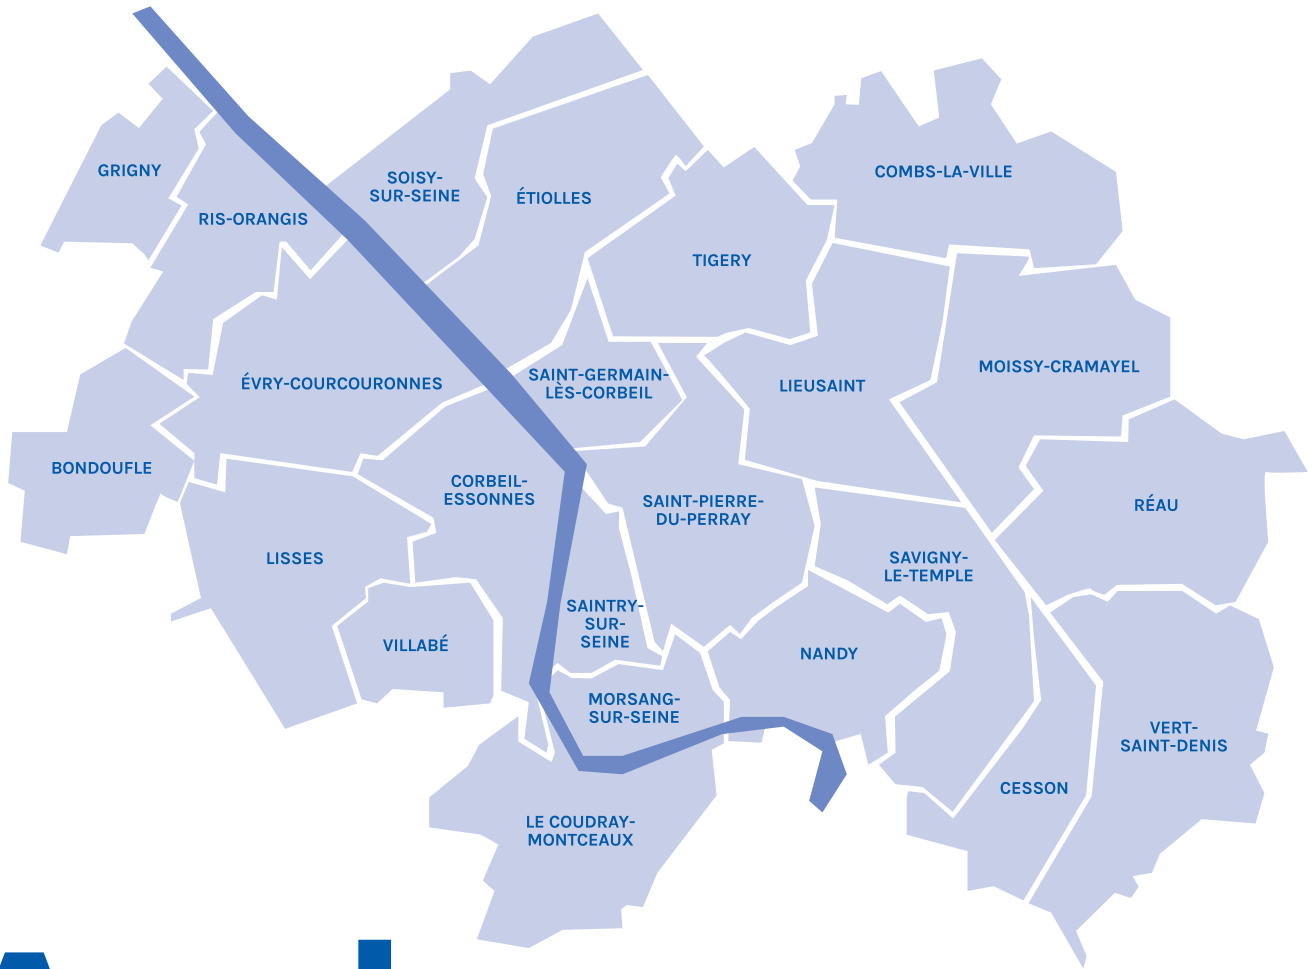 GRIGNY
SOISY-
SUR-SEINE
ÉTIOLLES
COMBS-LA-VILLE
RIS-ORANGIS
TIGERY
ÉVRY-COURCOURONNES
SAINT-GERMAIN-
LÈS-CORBEIL
LIEUSAINT
MOISSY-CRAMAYEL
BONDOUFLE
CORBEIL-
ESSONNES
SAINT-PIERRE-
DU-PERRAY
RÉAU
LISSES
SAVIGNY-
LE-TEMPLE
SAINTRY-
SUR-
SEINE
VILLABÉ
NANDY
MORSANG-
SUR-SEINE
VERT-
SAINT-DENIS
CESSON
LE COUDRAY-
MONTCEAUX